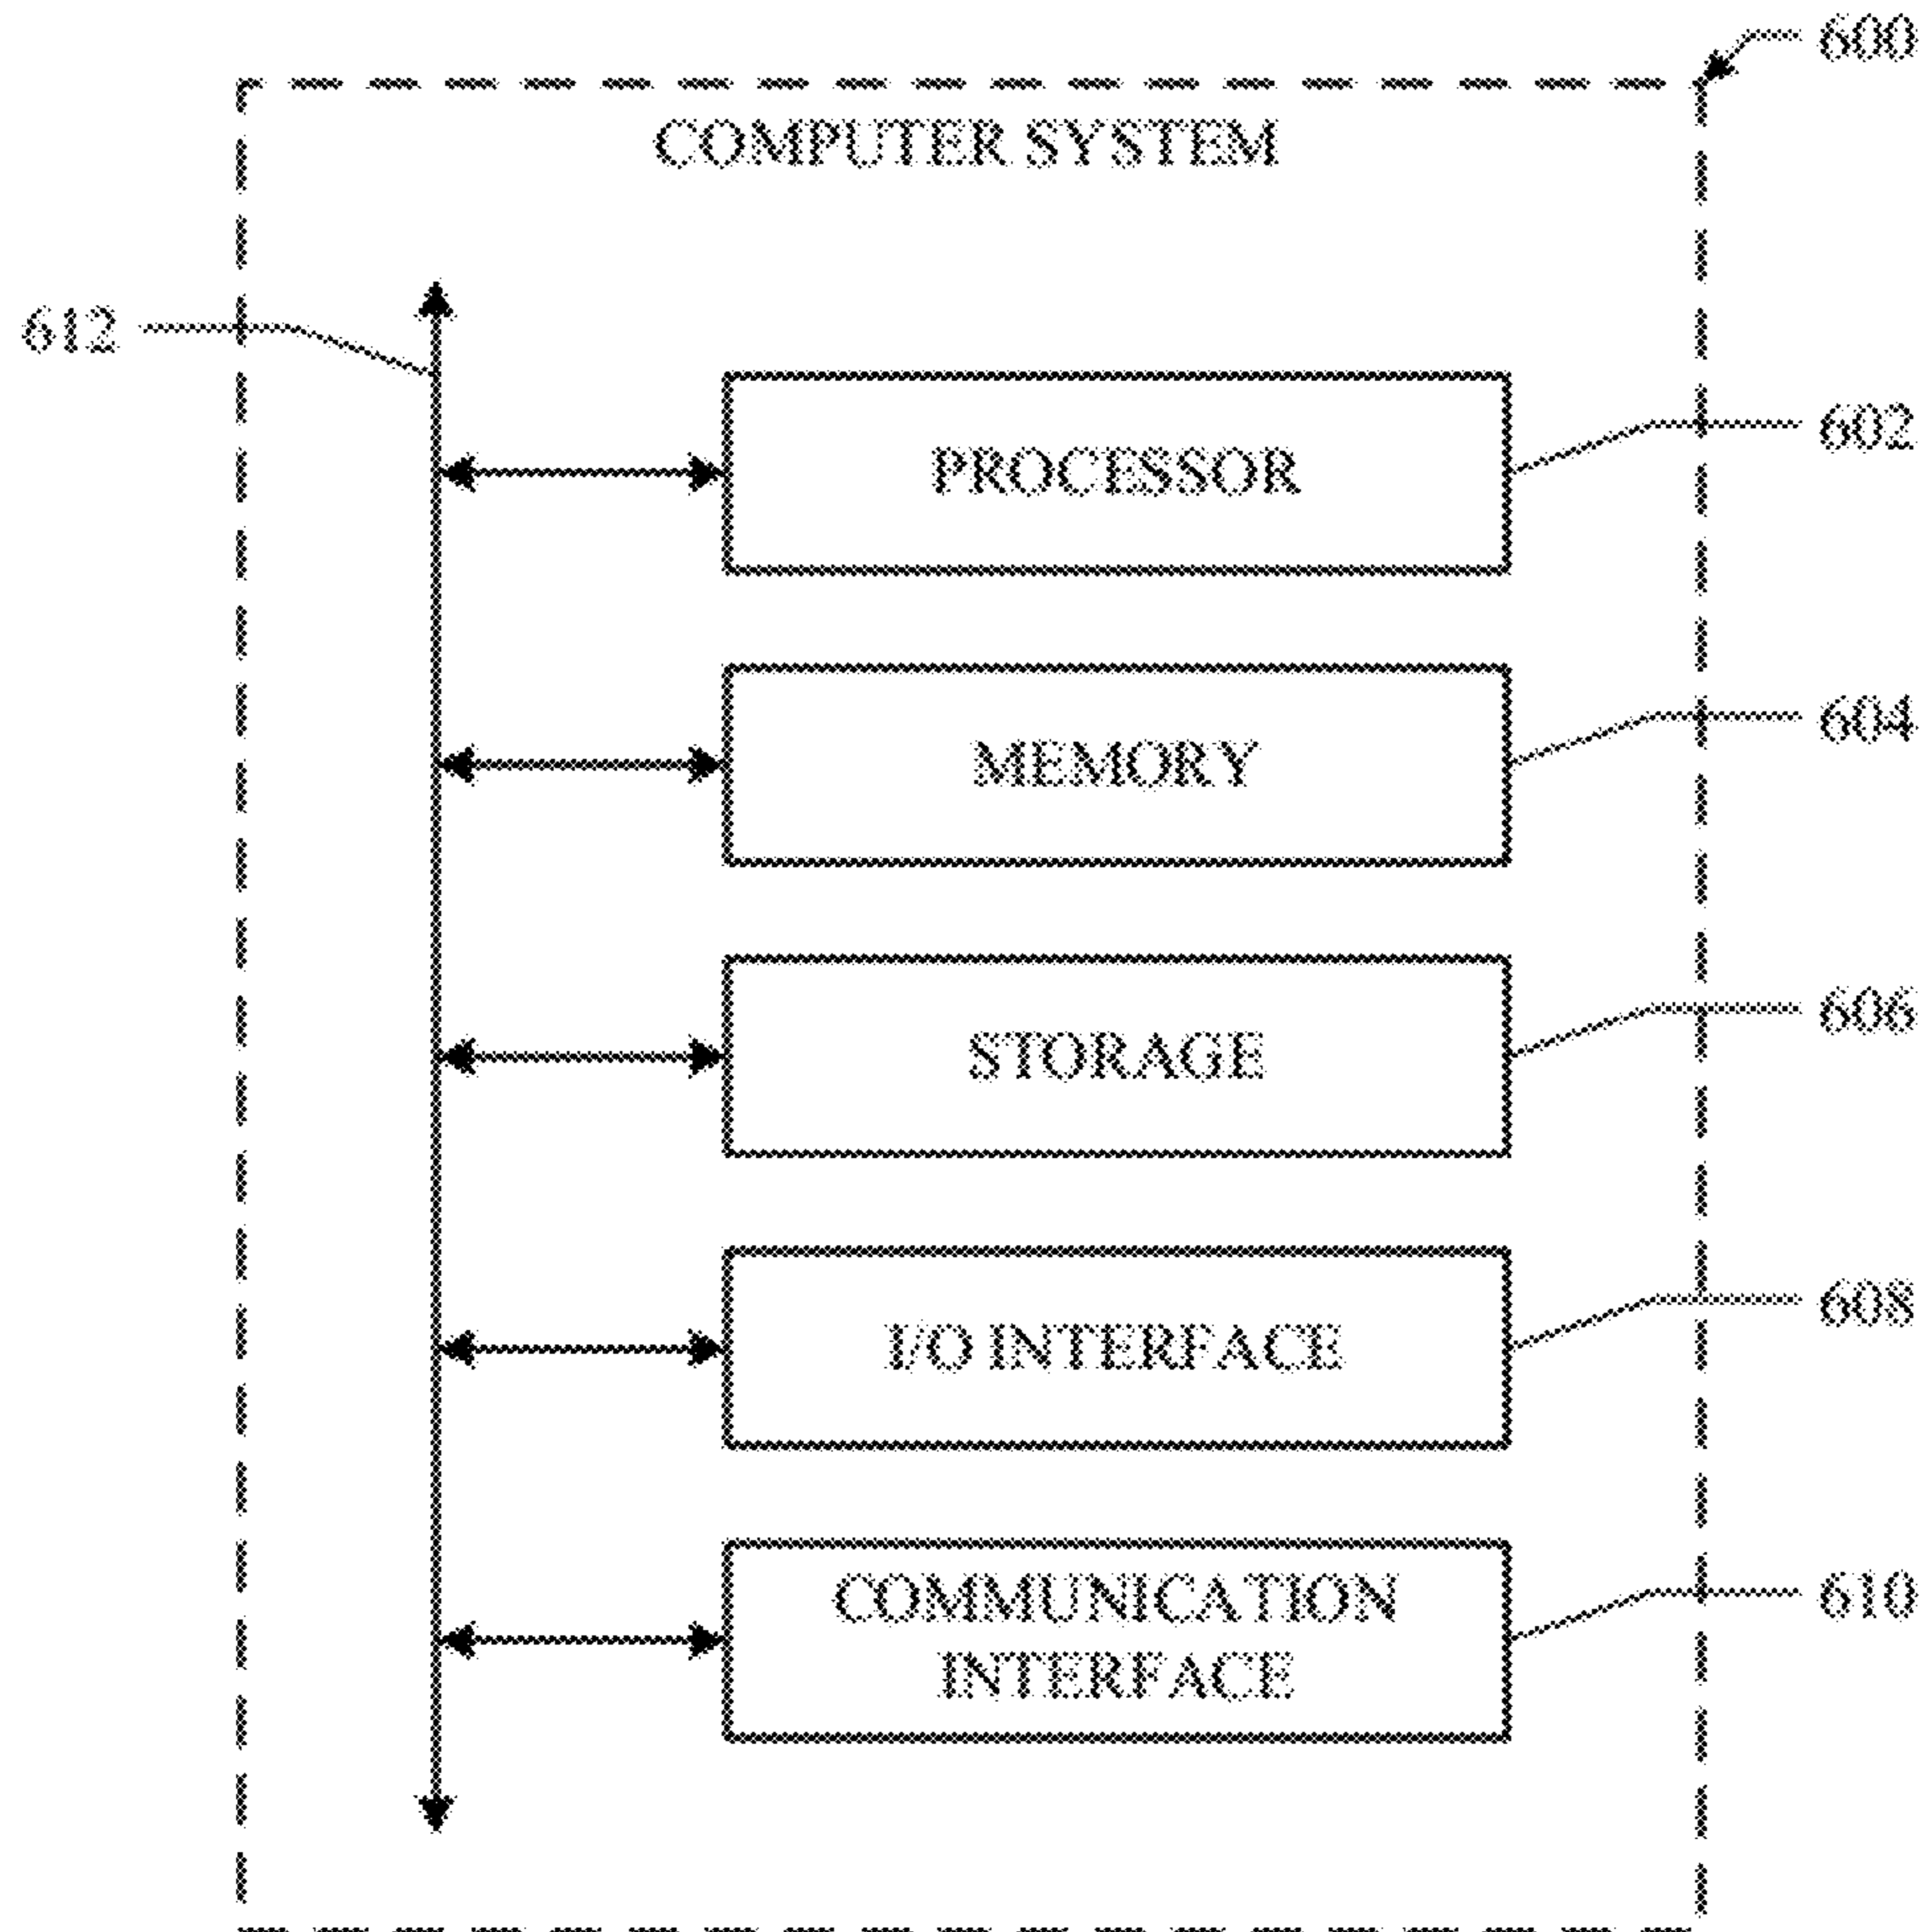 600
COMPUTER SYSTEM
612
602
PROCESSOR
604
MEMORY
606
STORAGE
608
I/O INTERFACE
610
COMMUNICATION
INTERFACE